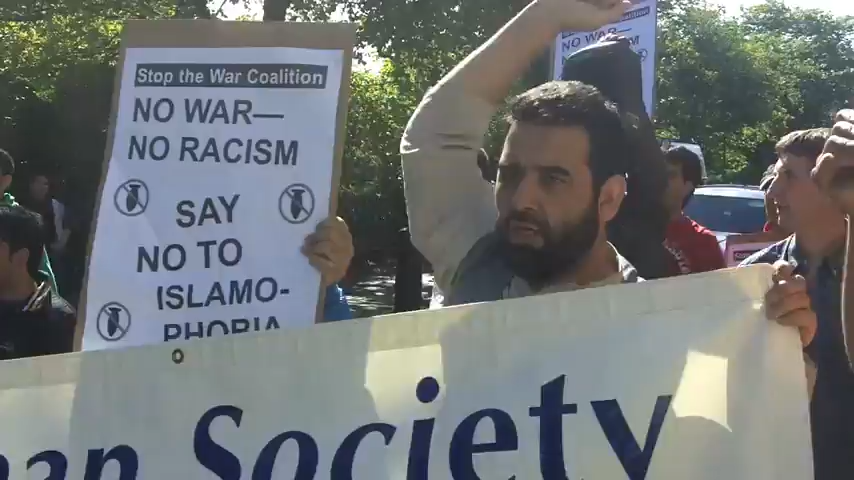 Stop the War Coalition
NO WAR—
NO RACISM
SAY
NO TO
ISLAMO-
PHOBIA
NO WAR
Society